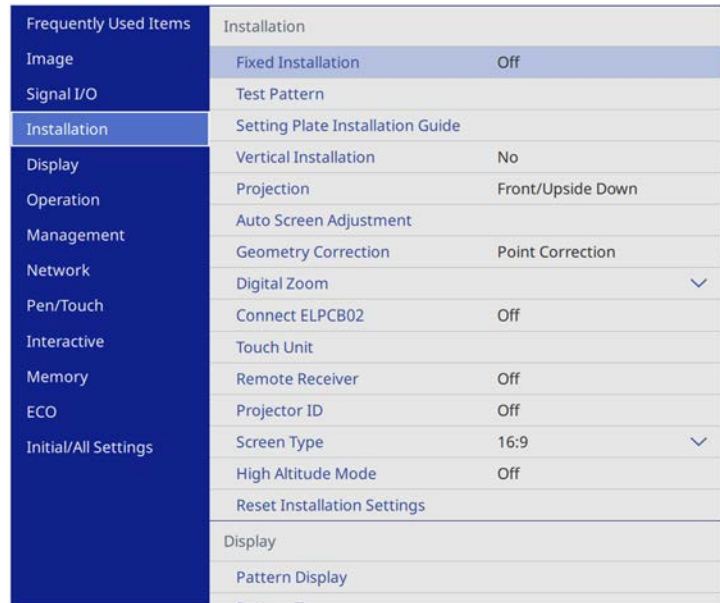 Frequently Used Items
Image
Signal I/O
Installation
Display
Operation
Management
Network
Pen/Touch
Interactive
Memory
ECO
Initial/All Settings
Installation
Fixed Installation Off
Test Pattern
Setting Plate Installation Guide
Vertical Installation No
Projection Front/Upside Down
Auto Screen Adjustment
Geometry Correction Point Correction
Digital Zoom
Connect ELPCB02 Off
Touch Unit
Remote Receiver Off
Projector ID Off
Screen Type 16:9
High Altitude Mode Off
Reset Installation Settings
Display
Pattern Display